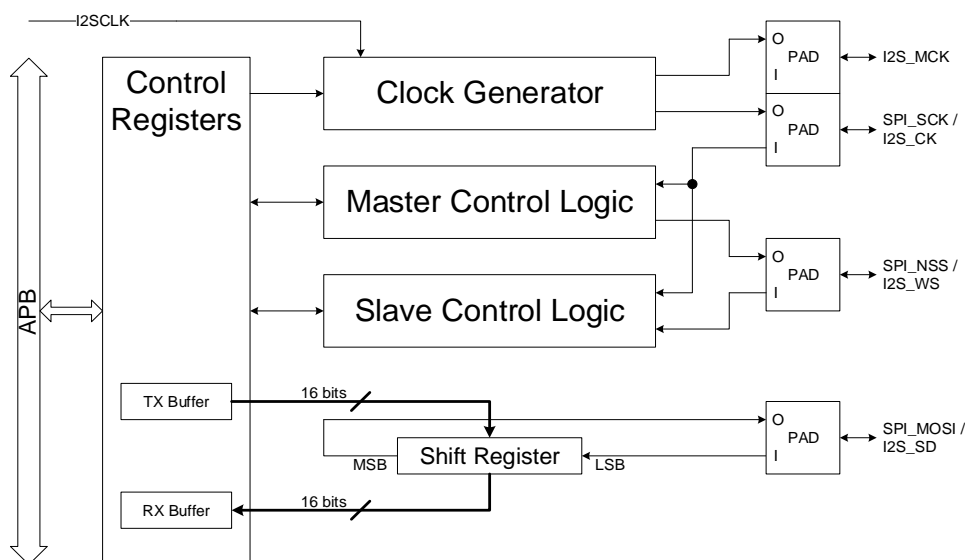 I2SCLK
Control
Registers
Clock Generator
O
PAD
I
I2S_MCK
O
PAD
I
SPI_SCK /
I2S_CK
Master Control Logic
O
PAD
I
SPI_NSS /
I2S_WS
Slave Control Logic
APB
TX Buffer
16 bits
O
PAD
I
SPI_MOSI /
I2S_SD
MSB
Shift Register
LSB
RX Buffer
16 bits